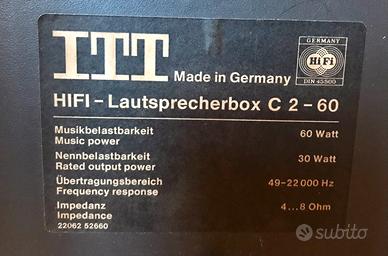 ITT
Made in Germany
GERMANY
HiFi
DIN 45500
HIFI - Lautsprecherbox C 2 - 60
Musikbelastbarkeit 60 Watt
Music power
Nennbelastbarkeit 30 Watt
Rated output power
Übertragungsbereich 49-22 000 Hz
Frequency response
Impedanz 4...8 Ohm
Impedance
22062 52660
subito